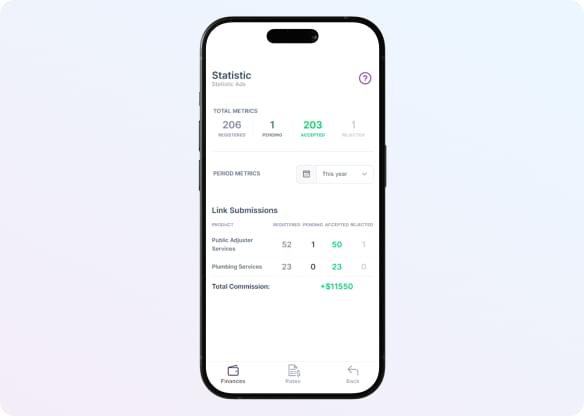 Statistic
Statistic Ads
TOTAL METRICS
206 1 203 1
REGISTERED PENDING ACCEPTED REJECTED
PERIOD METRICS This year
Link Submissions
PRODUCT REGISTERED PENDING ACCEPTED REJECTED
Public Adjuster
Services 52 1 50 1
Plumbing Services 23 0 23 0
Total Commission: +$11550
Finances Rates Back